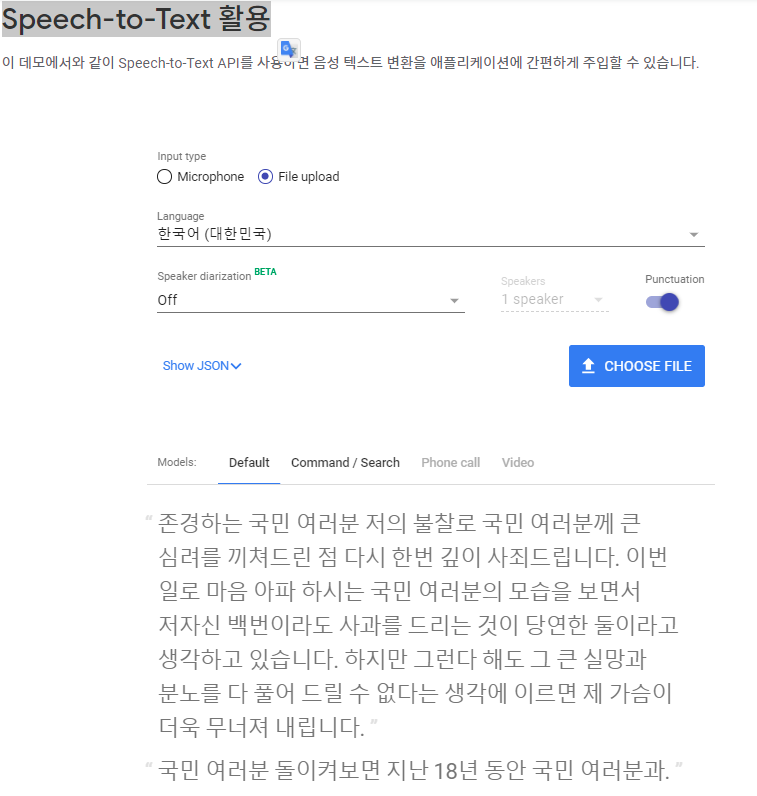 Speech-to-Text 활용
이 데모에서와 같이 Speech-to-Text API를 사용하면 음성 텍스트 변환을 애플리케이션에 간편하게 주입할 수 있습니다.
Input type
Microphone File upload
Language
한국어 (대한민국)
Speaker diarization BETA Speakers Punctuation
Off 1 speaker
Show JSON CHOOSE FILE
Models: Default Command / Search Phone call Video
“ 존경하는 국민 여러분 저의 불찰로 국민 여러분께 큰
심려를 끼쳐드린 점 다시 한번 깊이 사죄드립니다. 이번
일로 마음 아파 하시는 국민 여러분의 모습을 보면서
저자신 백번이라도 사과를 드리는 것이 당연한 둘이라고
생각하고 있습니다. 하지만 그런다 해도 그 큰 실망과
분노를 다 풀어 드릴 수 없다는 생각에 이르면 제 가슴이
더욱 무너져 내립니다. ”
“ 국민 여러분 돌이켜보면 지난 18년 동안 국민 여러분과. ”